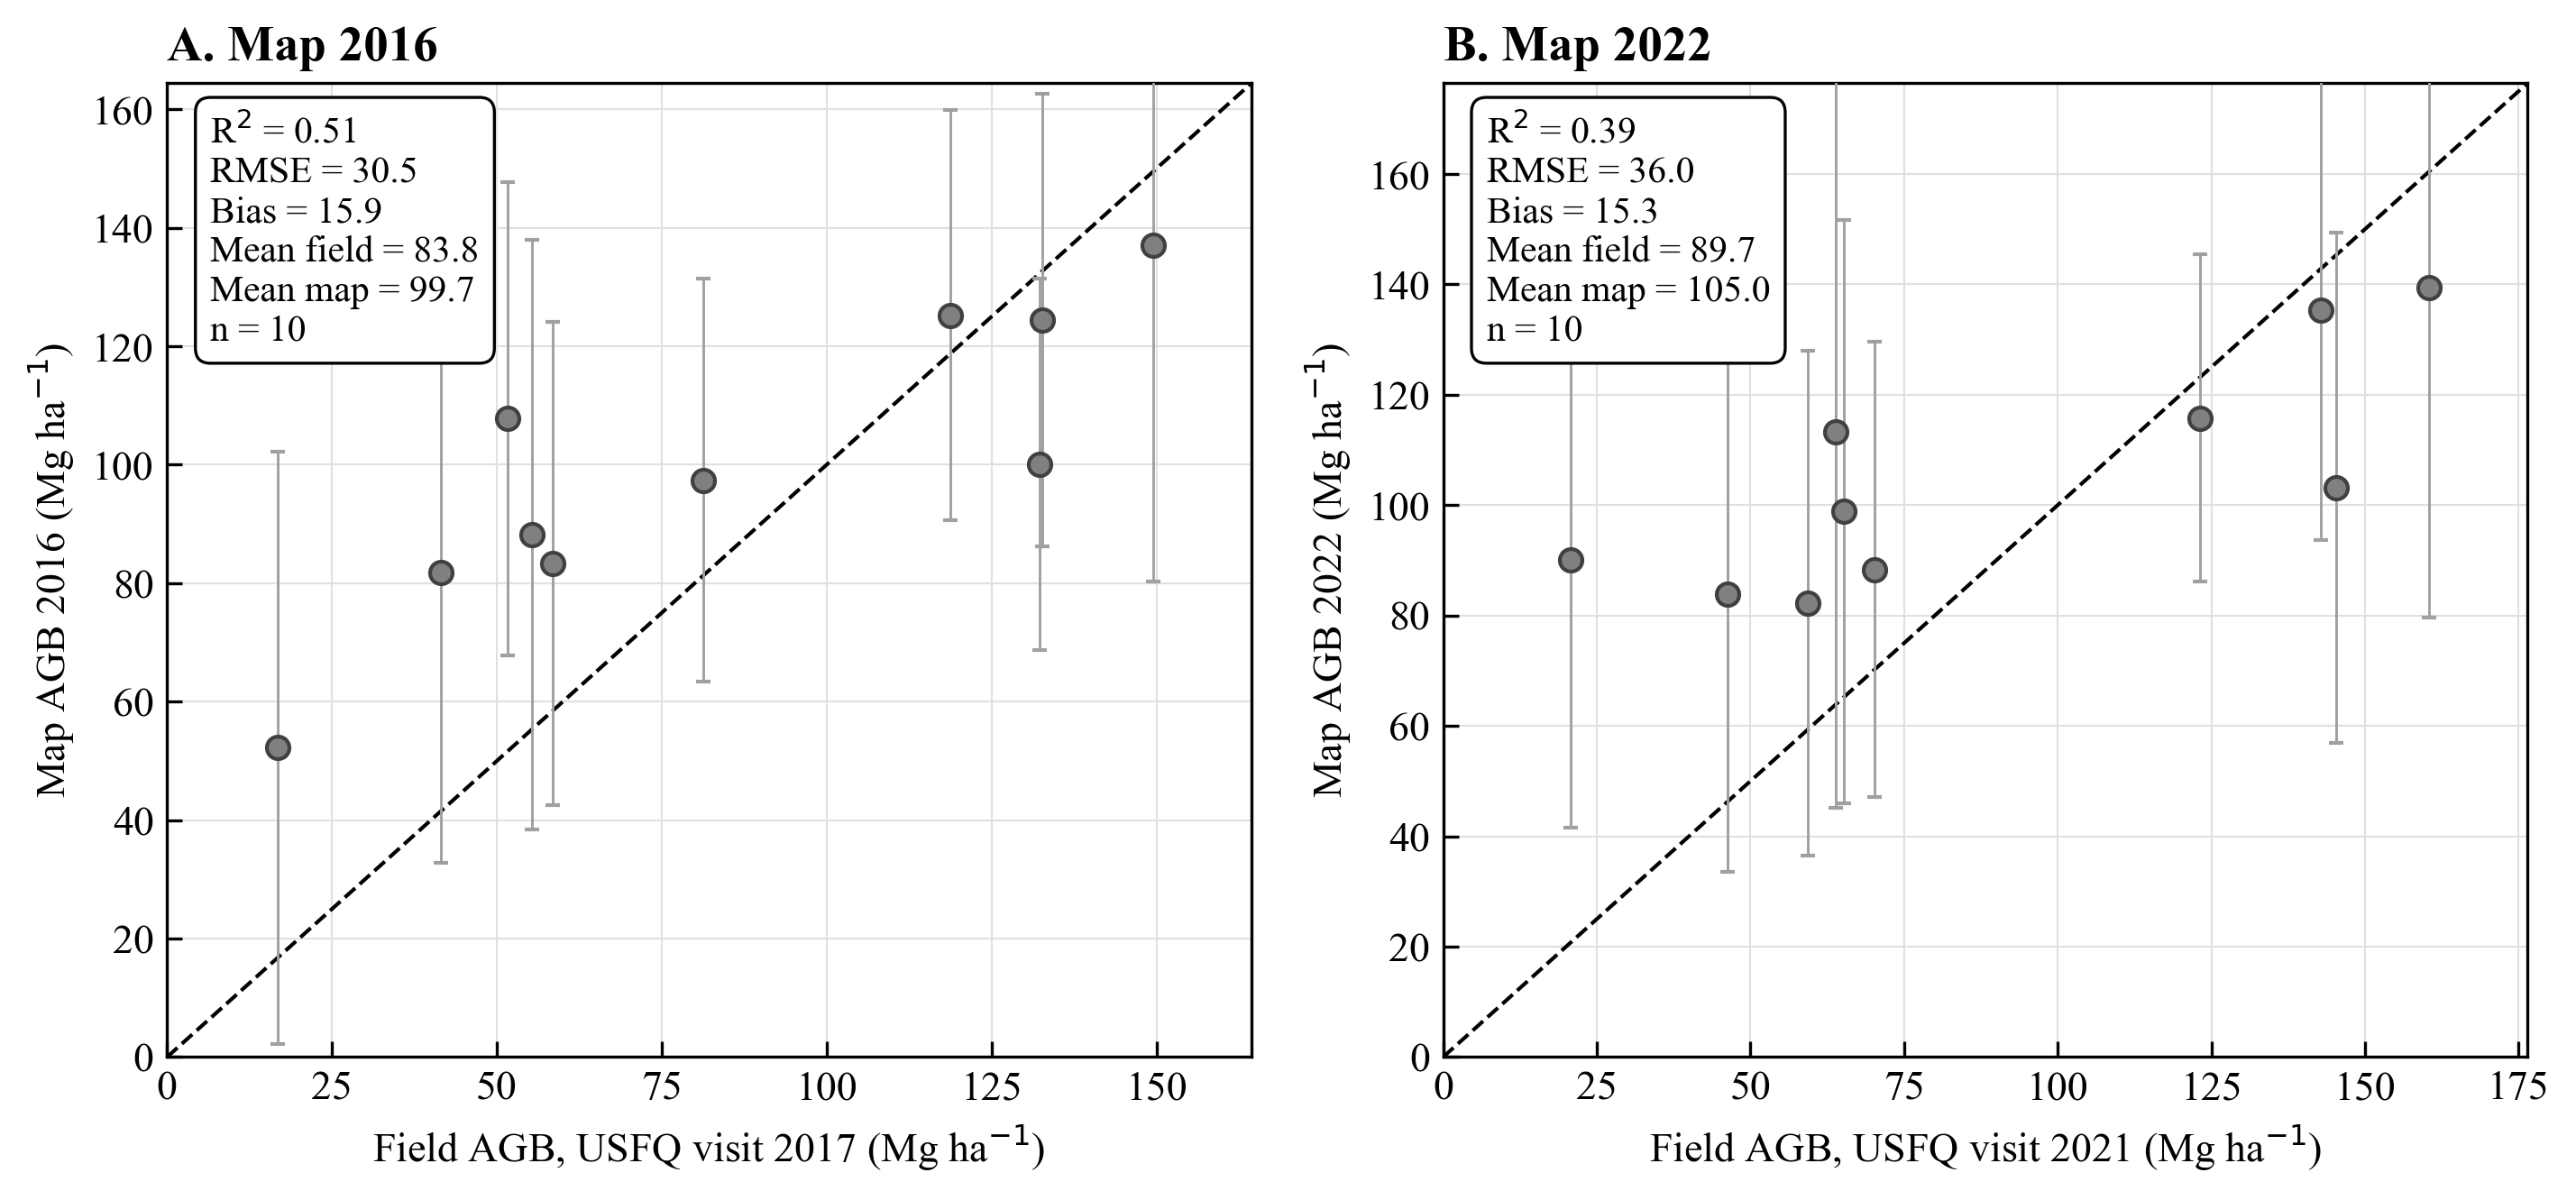 A. Map 2016
160
140
120
100
80
60
40
20
0
Map AGB 2016 (Mg ha⁻¹)
R² = 0.51
RMSE = 30.5
Bias = 15.9
Mean field = 83.8
Mean map = 99.7
n = 10
0 25 50 75 100 125 150
Field AGB, USFQ visit 2017 (Mg ha⁻¹)
B. Map 2022
160
140
120
100
80
60
40
20
0
Map AGB 2022 (Mg ha⁻¹)
R² = 0.39
RMSE = 36.0
Bias = 15.3
Mean field = 89.7
Mean map = 105.0
n = 10
0 25 50 75 100 125 150 175
Field AGB, USFQ visit 2021 (Mg ha⁻¹)